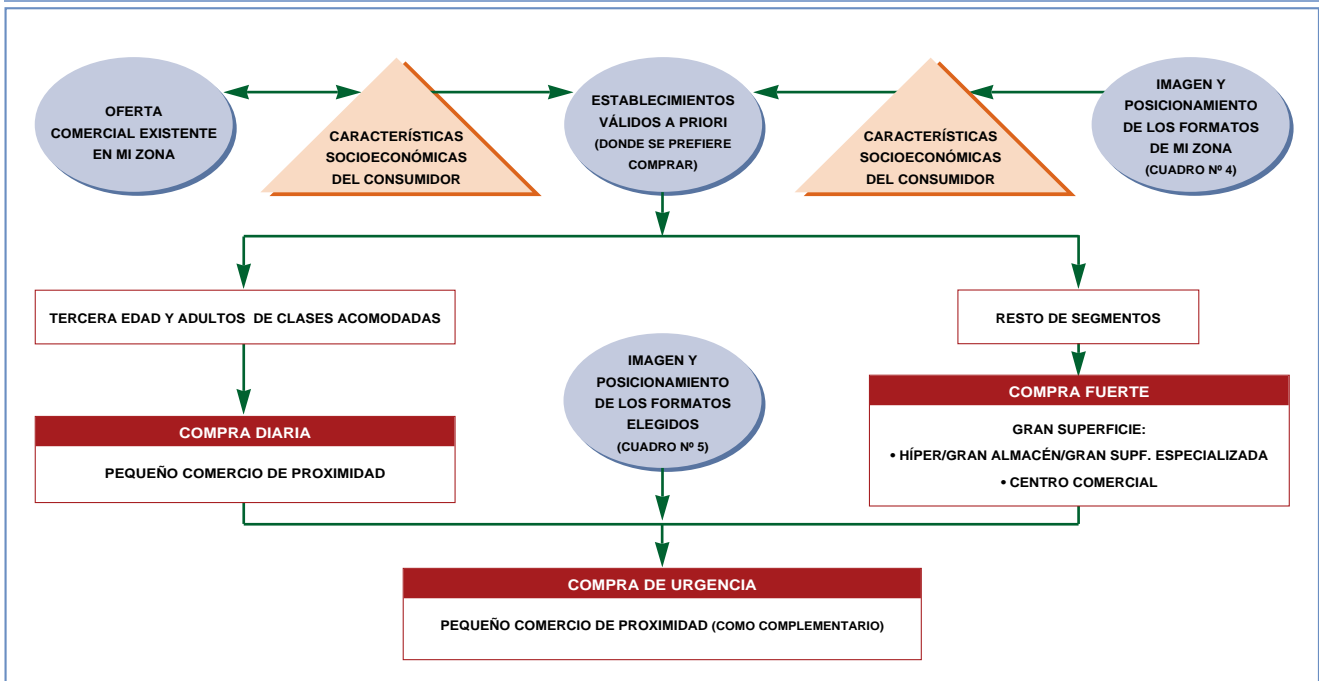 OFERTA
COMERCIAL EXISTENTE
EN MI ZONA
CARACTERÍSTICAS
SOCIOECONÓMICAS
DEL CONSUMIDOR
ESTABLECIMIENTOS
VÁLIDOS A PRIORI
(DONDE SE PREFIERE
COMPRAR)
CARACTERÍSTICAS
SOCIOECONÓMICAS
DEL CONSUMIDOR
IMAGEN Y
POSICIONAMIENTO
DE LOS FORMATOS
DE MI ZONA
(CUADRO Nº 4)
TERCERA EDAD Y ADULTOS DE CLASES ACOMODADAS
RESTO DE SEGMENTOS
IMAGEN Y
POSICIONAMIENTO
DE LOS FORMATOS
ELEGIDOS
(CUADRO Nº 5)
COMPRA DIARIA
PEQUEÑO COMERCIO DE PROXIMIDAD
COMPRA FUERTE
GRAN SUPERFICIE:
• HÍPER/GRAN ALMACÉN/GRAN SUPF. ESPECIALIZADA
• CENTRO COMERCIAL
COMPRA DE URGENCIA
PEQUEÑO COMERCIO DE PROXIMIDAD (COMO COMPLEMENTARIO)